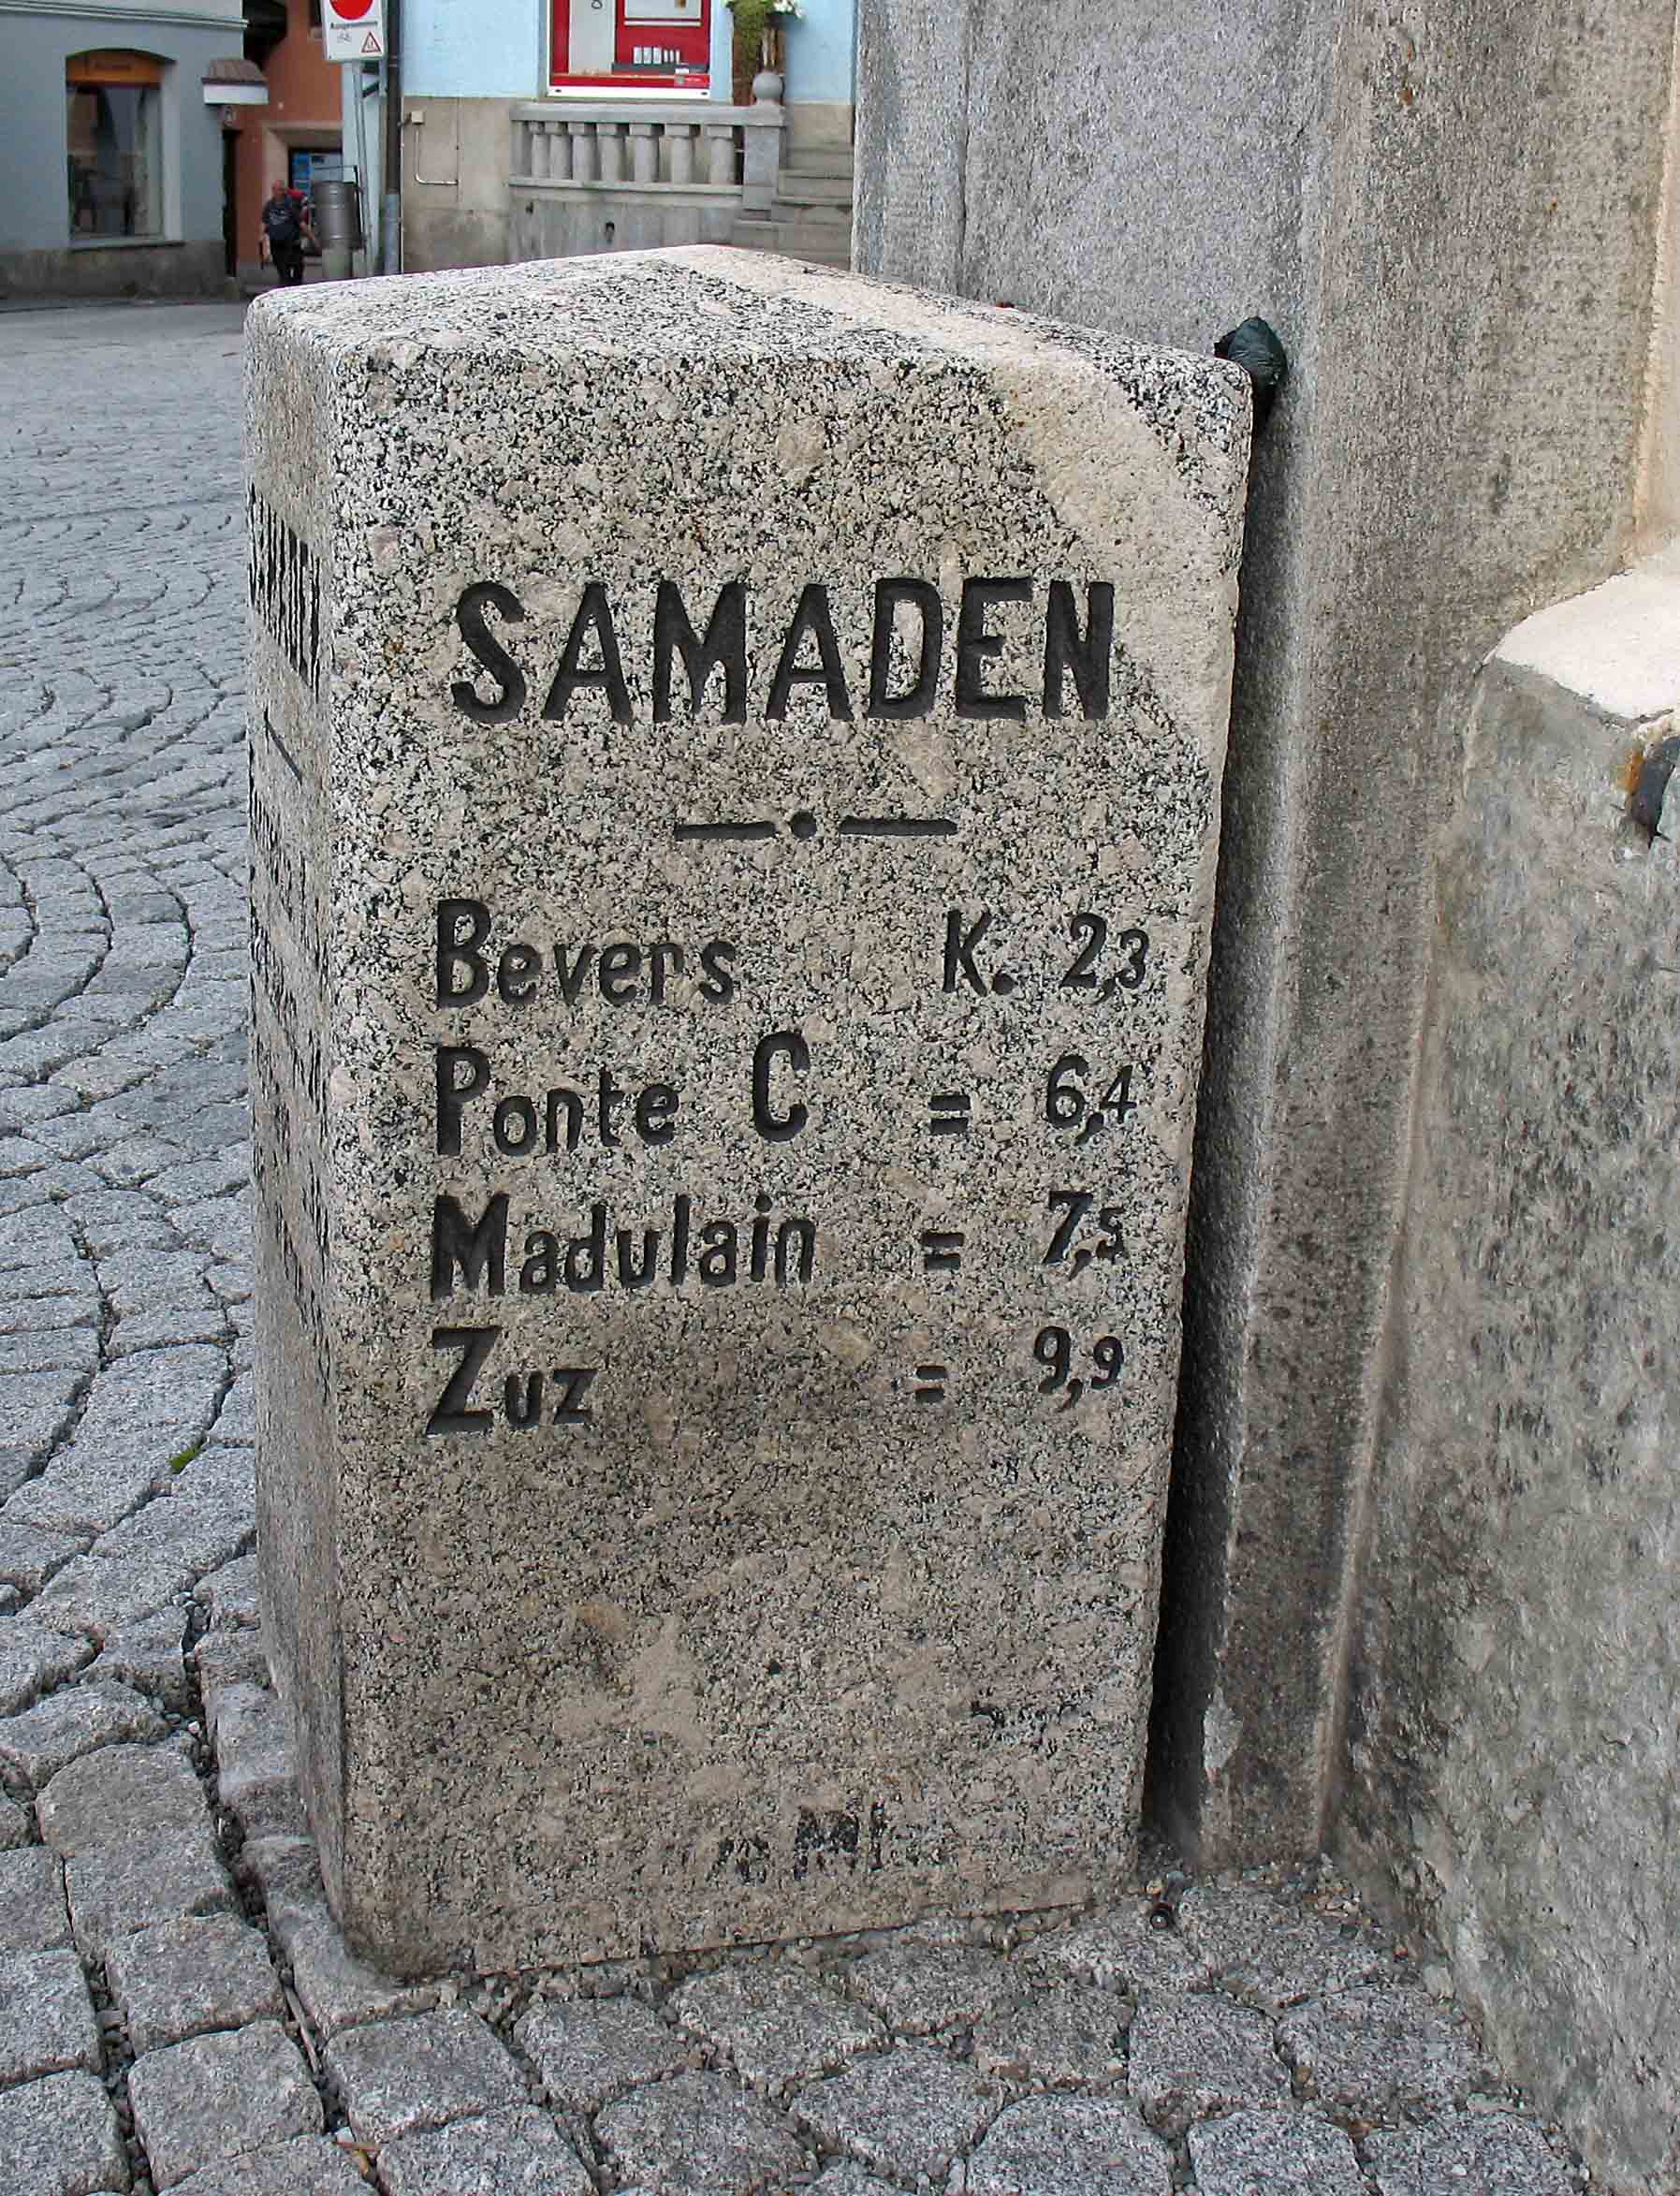 SAMADEN
Bevers K. 2,3
Ponte C = 6,4
Madulain = 7,5
Zuz = 9,9